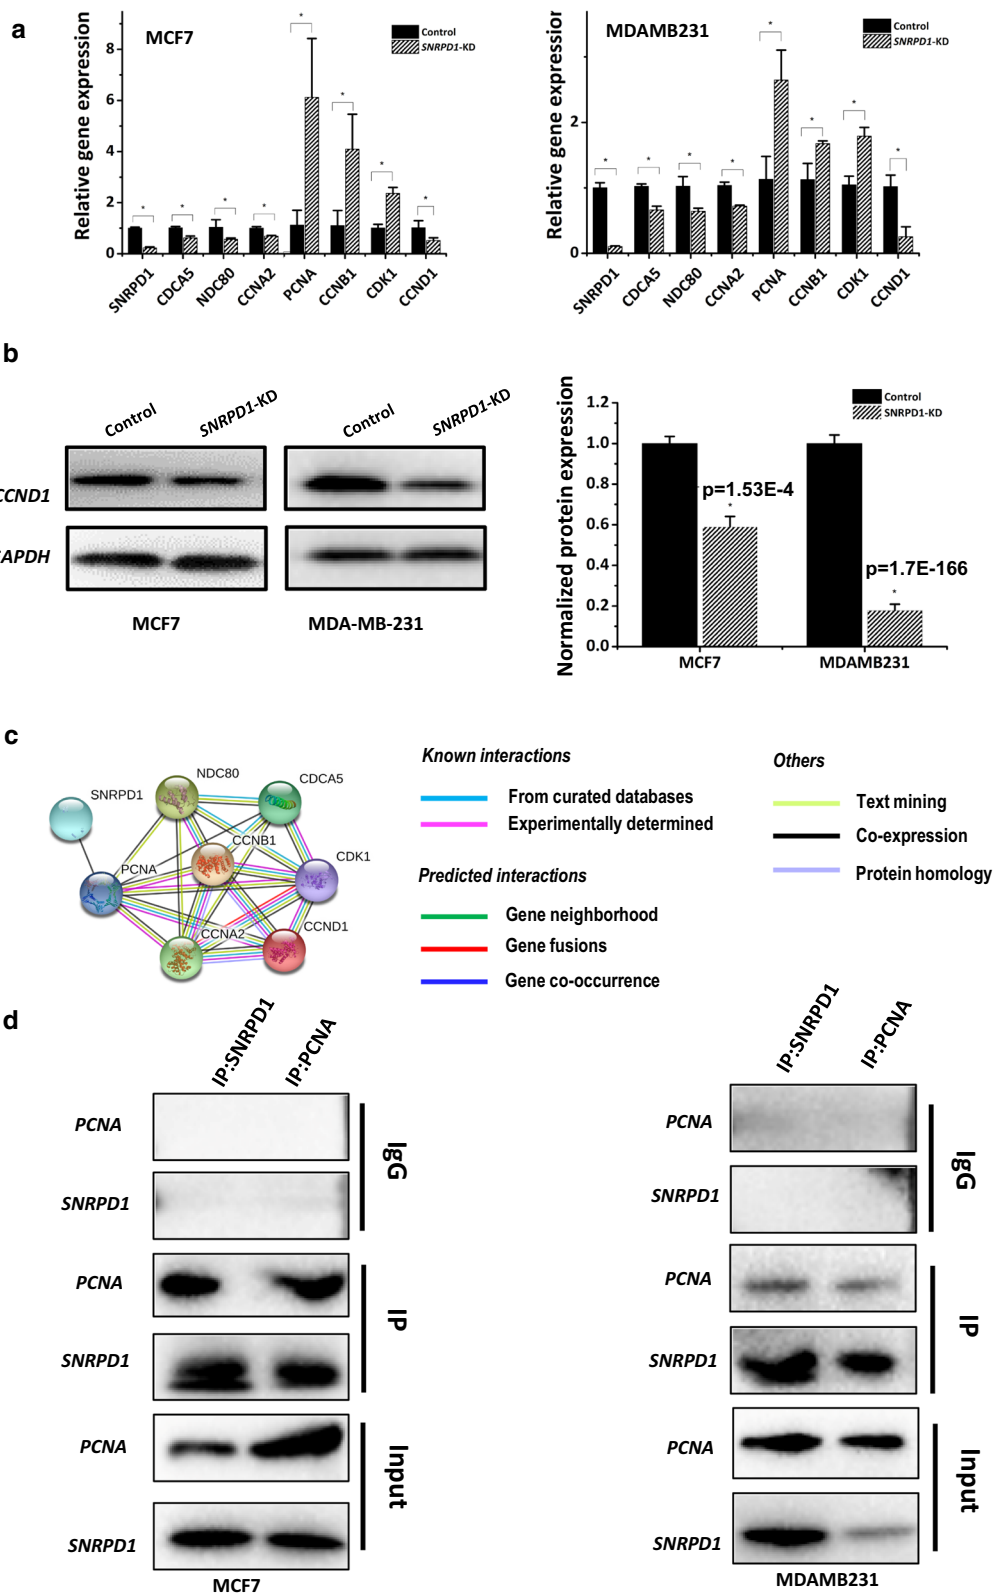 a
MCF7
Control
SNRPD1-KD
Relative gene expression
8
6
4
2
0
SNRPD1
CDCA5
NDC80
CCNA2
PCNA
CCNB1
CDK1
CCND1
* * * * * * * *
MDAMB231
Control
SNRPD1-KD
Relative gene expression
2
1
0
SNRPD1
CDCA5
NDC80
CCNA2
PCNA
CCNB1
CDK1
CCND1
* * * * * * * *
b
Control
SNRPD1-KD
Control
SNRPD1-KD
CCND1
GAPDH
MCF7
MDA-MB-231
Control
SNRPD1-KD
Normalized protein expression
1.2
1.0
0.8
0.6
0.4
0.2
0.0
p=1.53E-4
*
p=1.7E-166
*
MCF7
MDAMB231
c
SNRPD1
NDC80
CDCA5
CCNB1
CDK1
PCNA
CCNA2
CCND1
Known interactions
From curated databases
Experimentally determined
Predicted interactions
Gene neighborhood
Gene fusions
Gene co-occurrence
Others
Text mining
Co-expression
Protein homology
d
IP:SNRPD1
IP:PCNA
PCNA
SNRPD1
IgG
PCNA
SNRPD1
IP
PCNA
SNRPD1
Input
MCF7
IP:SNRPD1
IP:PCNA
PCNA
SNRPD1
IgG
PCNA
SNRPD1
IP
PCNA
SNRPD1
Input
MDAMB231